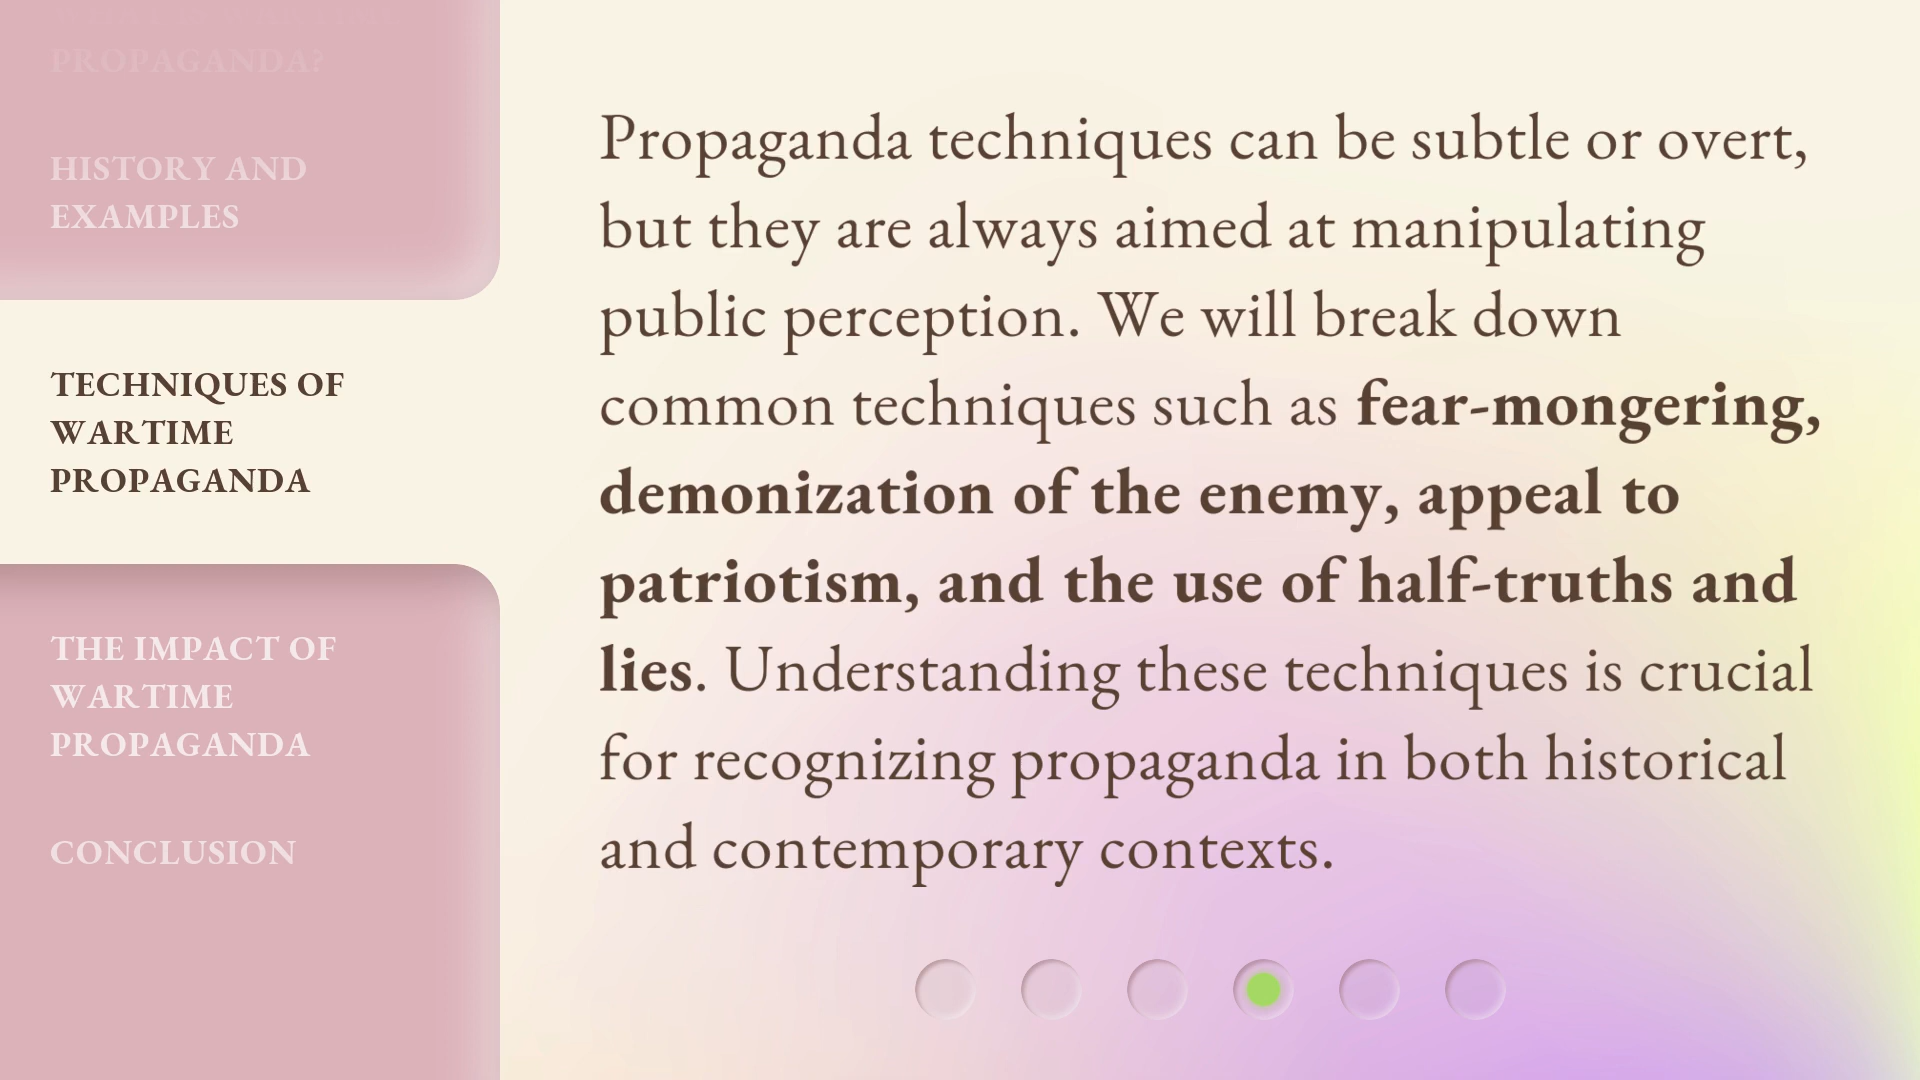 PROPAGANDA?
HISTORY AND
EXAMPLES
TECHNIQUES OF
WARTIME
PROPAGANDA
THE IMPACT OF
WARTIME
PROPAGANDA
CONCLUSION
Propaganda techniques can be subtle or overt,
but they are always aimed at manipulating
public perception. We will break down
common techniques such as fear-mongering,
demonization of the enemy, appeal to
patriotism, and the use of half-truths and
lies. Understanding these techniques is crucial
for recognizing propaganda in both historical
and contemporary contexts.